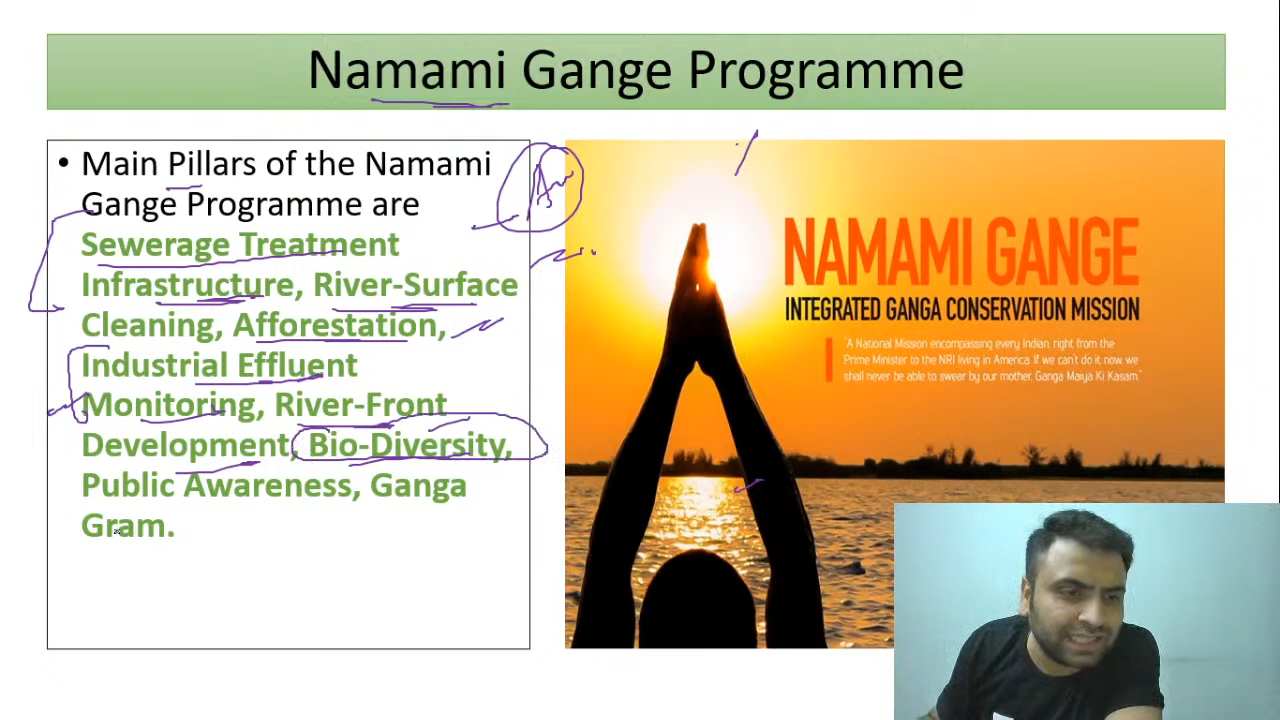 Namami Gange Programme
• Main Pillars of the Namami
Gange Programme are
Sewerage Treatment
Infrastructure, River-Surface
Cleaning, Afforestation,
Industrial Effluent
Monitoring, River-Front
Development, Bio-Diversity,
Public Awareness, Ganga
Gram.
NAMAMI GANGE
INTEGRATED GANGA CONSERVATION MISSION
"A National Mission encompassing every Indian, right from the
Prime Minister to the NRI living in America. If we can't do it now we
shall never be able to swear by our mother, Ganga Maiya Ki Kasam."